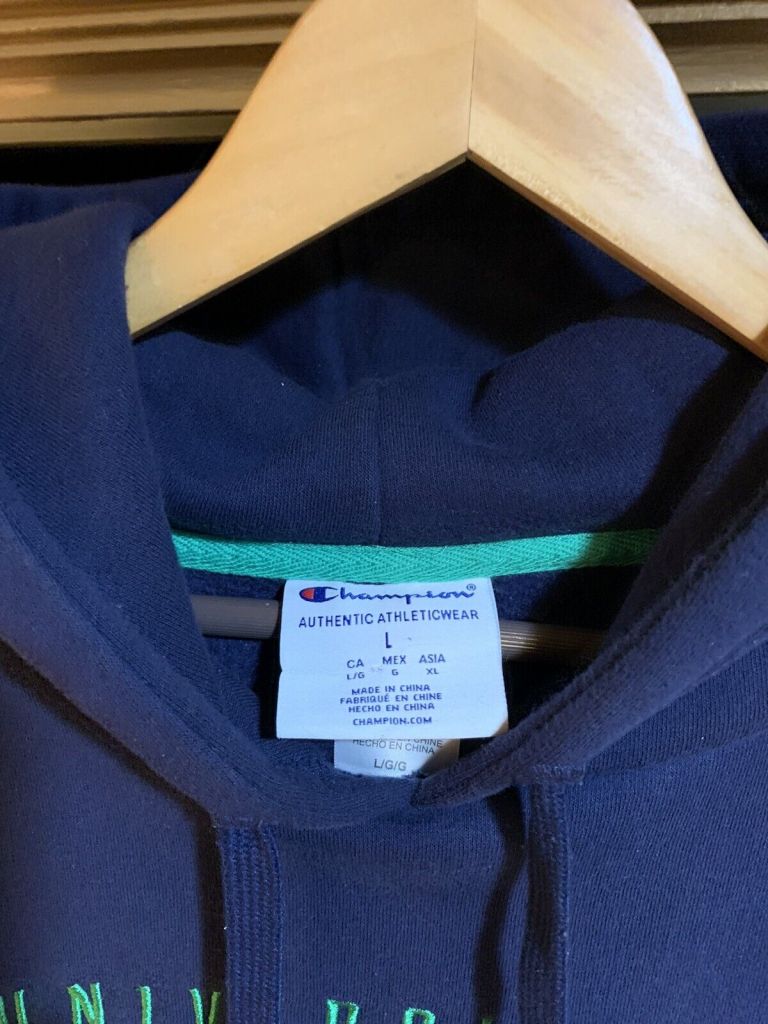 Champion®
AUTHENTIC ATHLETICWEAR
L
CA MEX ASIA
L/G G XL
MADE IN CHINA
FABRIQUÉ EN CHINE
HECHO EN CHINA
CHAMPION.COM
HECHO EN CHINA
L/G/G
UNIV